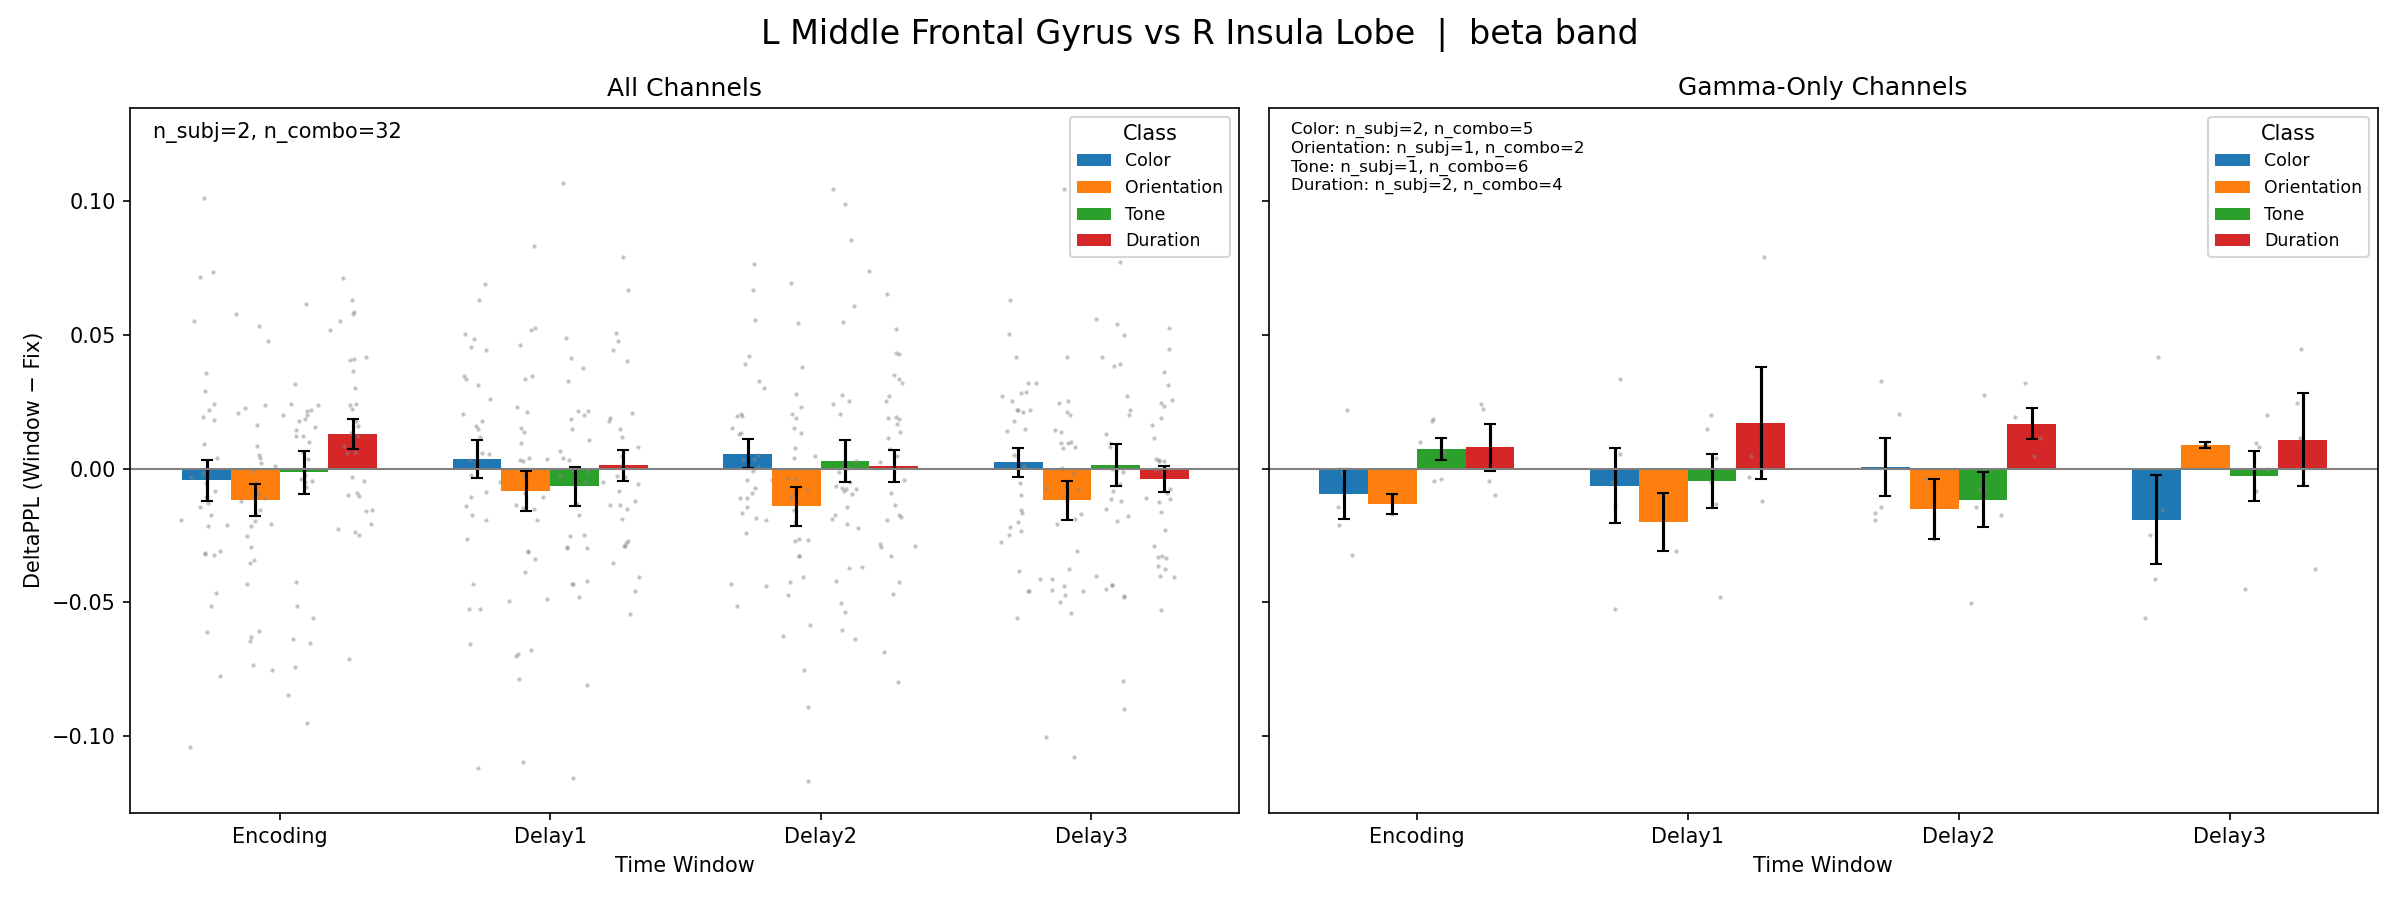 L Middle Frontal Gyrus vs R Insula Lobe | beta band
All Channels
n_subj=2, n_combo=32
Class
Color
Orientation
Tone
Duration
DeltaPPL (Window − Fix)
0.10
0.05
0.00
−0.05
−0.10
Encoding
Delay1
Delay2
Delay3
Time Window
Gamma-Only Channels
Color: n_subj=2, n_combo=5
Orientation: n_subj=1, n_combo=2
Tone: n_subj=1, n_combo=6
Duration: n_subj=2, n_combo=4
Class
Color
Orientation
Tone
Duration
Encoding
Delay1
Delay2
Delay3
Time Window